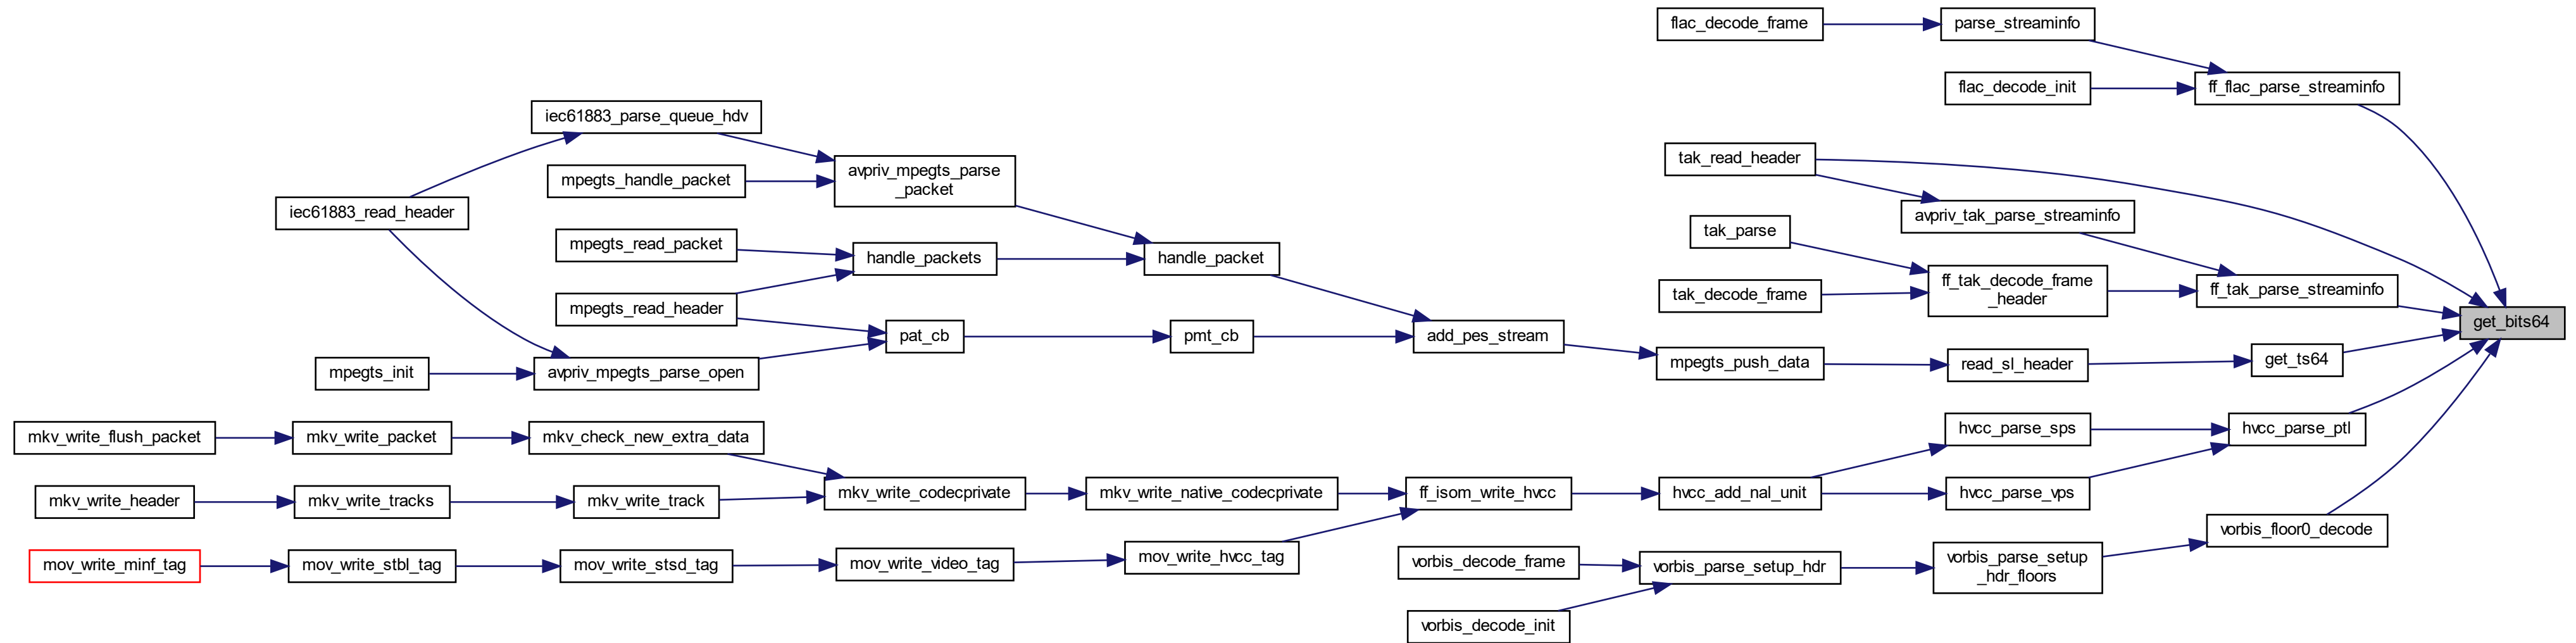 flac_decode_frame
parse_streaminfo
flac_decode_init
ff_flac_parse_streaminfo
iec61883_parse_queue_hdv
tak_read_header
avpriv_mpegts_parse
_packet
mpegts_handle_packet
iec61883_read_header
avpriv_tak_parse_streaminfo
tak_parse
mpegts_read_packet
handle_packets
handle_packet
ff_tak_decode_frame
_header
ff_tak_parse_streaminfo
tak_decode_frame
mpegts_read_header
get_bits64
pat_cb
pmt_cb
add_pes_stream
mpegts_push_data
read_sl_header
get_ts64
mpegts_init
avpriv_mpegts_parse_open
mkv_write_flush_packet
mkv_write_packet
mkv_check_new_extra_data
hvcc_parse_sps
hvcc_parse_ptl
mkv_write_header
mkv_write_tracks
mkv_write_track
mkv_write_codecprivate
mkv_write_native_codecprivate
ff_isom_write_hvcc
hvcc_add_nal_unit
hvcc_parse_vps
vorbis_floor0_decode
mov_write_minf_tag
mov_write_stbl_tag
mov_write_stsd_tag
mov_write_video_tag
mov_write_hvcc_tag
vorbis_decode_frame
vorbis_parse_setup_hdr
vorbis_parse_setup
_hdr_floors
vorbis_decode_init